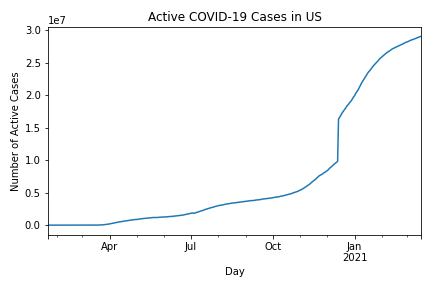 Active COVID-19 Cases in US
1e7
3.0
2.5
2.0
1.5
1.0
0.5
0.0
Number of Active Cases
Apr
Jul
Oct
Jan
2021
Day